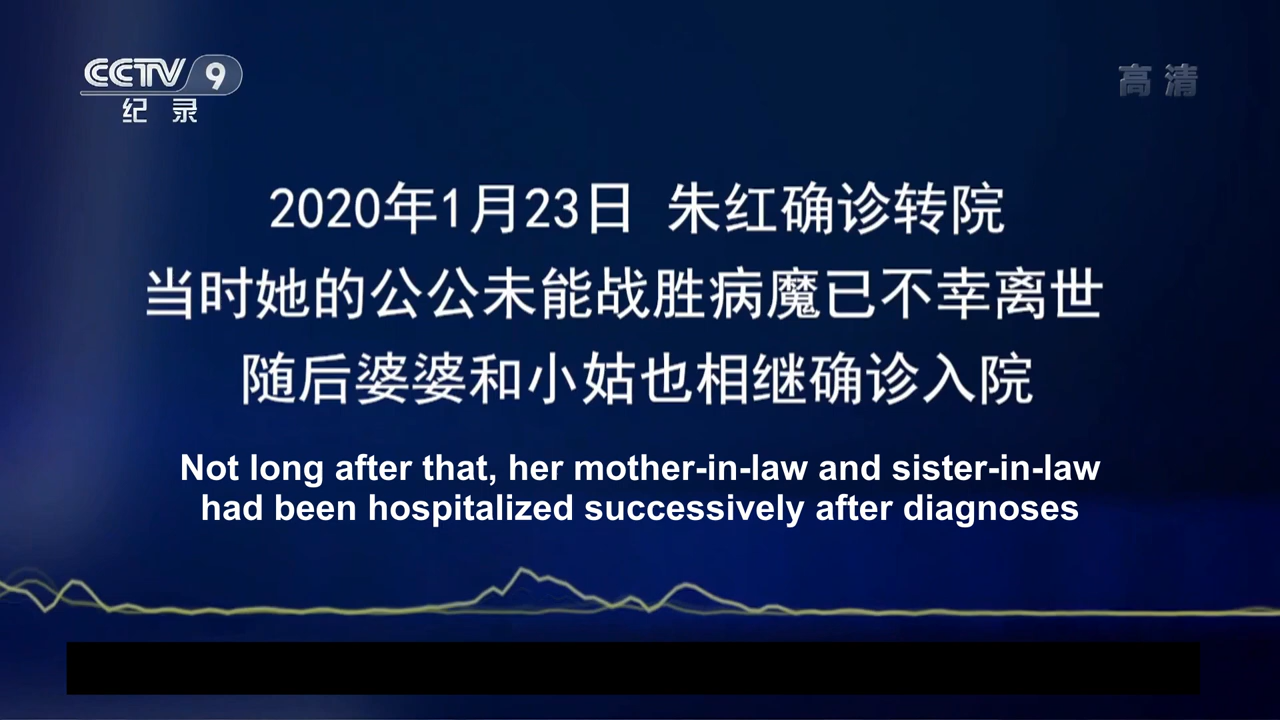 CCTV 9
高清
纪录
2020年1月23日 朱红确诊转院
当时她的公公未能战胜病魔已不幸离世
随后婆婆和小姑也相继确诊入院
Not long after that, her mother-in-law and sister-in-law
had been hospitalized successively after diagnoses